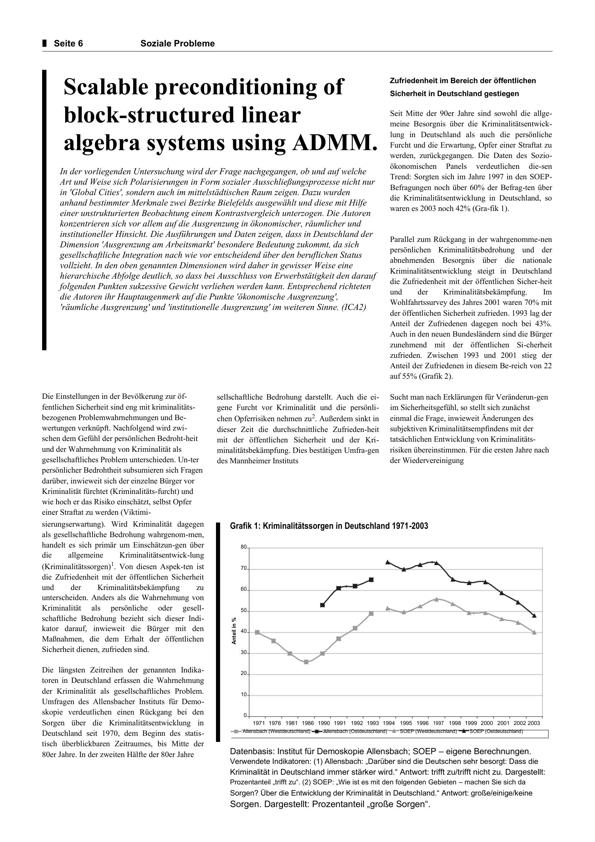 Seite 6 Soziale Probleme
Scalable preconditioning of
block-structured linear
algebra systems using ADMM.
In der vorliegenden Untersuchung wird der Frage nachgegangen, ob und auf welche
Art und Weise sich Polarisierungen in Form sozialer Ausschließungsprozesse nicht nur
in 'Global Cities', sondern auch im mittelstädtischen Raum zeigen. Dazu wurden
anhand bestimmter Merkmale zwei Bezirke Bielefelds ausgewählt und diese mit Hilfe
einer unstrukturierten Beobachtung einem Kontrastvergleich unterzogen. Die Autoren
konzentrieren sich vor allem auf die Ausgrenzung in ökonomischer, räumlicher und
institutioneller Hinsicht. Die Ausführungen und Daten zeigen, dass in Deutschland der
Dimension 'Ausgrenzung am Arbeitsmarkt' besondere Bedeutung zukommt, da sich
gesellschaftliche Integration nach wie vor entscheidend über den beruflichen Status
vollzieht. In den oben genannten Dimensionen wird daher in gewisser Weise eine
hierarchische Abfolge deutlich, so dass bei Ausschluss von Erwerbstätigkeit den darauf
folgenden Punkten sukzessive Gewicht verliehen werden kann. Entsprechend richteten
die Autoren ihr Hauptaugenmerk auf die Punkte 'ökonomische Ausgrenzung',
'räumliche Ausgrenzung' und 'institutionelle Ausgrenzung' im weiteren Sinne. (ICA2)
Zufriedenheit im Bereich der öffentlichen
Sicherheit in Deutschland gestiegen
Seit Mitte der 90er Jahre sind sowohl die allge-
meine Besorgnis über die Kriminalitätsentwick-
lung in Deutschland als auch die persönliche
Furcht und die Erwartung, Opfer einer Straftat zu
werden, zurückgegangen. Die Daten des Sozio-
ökonomischen Panels verdeutlichen die-sen
Trend: Sorgten sich im Jahre 1997 in den SOEP-
Befragungen noch über 60% der Befrag-ten über
die Kriminalitätsentwicklung in Deutschland, so
waren es 2003 noch 42% (Gra-fik 1).
Parallel zum Rückgang in der wahrgenomme-nen
persönlichen Kriminalitätsbedrohung und der
abnehmenden Besorgnis über die nationale
Kriminalitätsentwicklung steigt in Deutschland
die Zufriedenheit mit der öffentlichen Sicher-heit
und der Kriminalitätsbekämpfung. Im
Wohlfahrtssurvey des Jahres 2001 waren 70% mit
der öffentlichen Sicherheit zufrieden. 1993 lag der
Anteil der Zufriedenen dagegen noch bei 43%.
Auch in den neuen Bundesländern sind die Bürger
zunehmend mit der öffentlichen Si-cherheit
zufrieden. Zwischen 1993 und 2001 stieg der
Anteil der Zufriedenen in diesem Be-reich von 22
auf 55% (Grafik 2).
Die Einstellungen in der Bevölkerung zur öf-
fentlichen Sicherheit sind eng mit kriminalitäts-
bezogenen Problemwahrnehmungen und Be-
wertungen verknüpft. Nachfolgend wird zwi-
schen dem Gefühl der persönlichen Bedroht-heit
und der Wahrnehmung von Kriminalität als
gesellschaftliches Problem unterschieden. Un-ter
persönlicher Bedrohtheit subsumieren sich Fragen
darüber, inwieweit sich der einzelne Bürger vor
Kriminalität fürchtet (Kriminalitäts-furcht) und
wie hoch er das Risiko einschätzt, selbst Opfer
einer Straftat zu werden (Viktimi-
sierungserwartung). Wird Kriminalität dagegen
als gesellschaftliche Bedrohung wahrgenom-men,
handelt es sich primär um Einschätzun-gen über
die allgemeine Kriminalitätsentwick-lung
(Kriminalitätssorgen)1. Von diesen Aspek-ten ist
die Zufriedenheit mit der öffentlichen Sicherheit
und der Kriminalitätsbekämpfung zu
unterscheiden. Anders als die Wahrnehmung von
Kriminalität als persönliche oder gesell-
schaftliche Bedrohung bezieht sich dieser Indi-
kator darauf, inwieweit die Bürger mit den
Maßnahmen, die dem Erhalt der öffentlichen
Sicherheit dienen, zufrieden sind.
Die längsten Zeitreihen der genannten Indika-
toren in Deutschland erfassen die Wahrnehmung
der Kriminalität als gesellschaftliches Problem.
Umfragen des Allensbacher Instituts für Demo-
skopie verdeutlichen einen Rückgang bei den
Sorgen über die Kriminalitätsentwicklung in
Deutschland seit 1970, dem Beginn des statis-
tisch überblickbaren Zeitraumes, bis Mitte der
80er Jahre. In der zweiten Hälfte der 80er Jahre
sellschaftliche Bedrohung darstellt. Auch die ei-
gene Furcht vor Kriminalität und die persönli-
chen Opferrisiken nehmen zu2. Außerdem sinkt in
dieser Zeit die durchschnittliche Zufrieden-heit
mit der öffentlichen Sicherheit und der Kri-
minalitätsbekämpfung. Dies bestätigen Umfra-gen
des Mannheimer Instituts
Sucht man nach Erklärungen für Veränderun-gen
im Sicherheitsgefühl, so stellt sich zunächst
einmal die Frage, inwieweit Änderungen des
subjektiven Kriminalitätsempfindens mit der
tatsächlichen Entwicklung von Kriminalitäts-
risiken übereinstimmen. Für die ersten Jahre nach
der Wiedervereinigung
Grafik 1: Kriminalitätssorgen in Deutschland 1971-2003
Anteil in %
80
70
60
50
40
30
20
10
0
1971 1976 1981 1986 1990 1991 1992 1993 1994 1995 1996 1997 1998 1999 2000 2001 2002 2003
Allensbach (Westdeutschland) Allensbach (Ostdeutschland) SOEP (Westdeutschland) SOEP (Ostdeutschland)
Datenbasis: Institut für Demoskopie Allensbach; SOEP – eigene Berechnungen.
Verwendete Indikatoren: (1) Allensbach: „Darüber sind die Deutschen sehr besorgt: Dass die
Kriminalität in Deutschland immer stärker wird.“ Antwort: trifft zu/trifft nicht zu. Dargestellt:
Prozentanteil „trifft zu“. (2) SOEP: „Wie ist es mit den folgenden Gebieten – machen Sie sich da
Sorgen? Über die Entwicklung der Kriminalität in Deutschland.“ Antwort: große/einige/keine
Sorgen. Dargestellt: Prozentanteil „große Sorgen“.